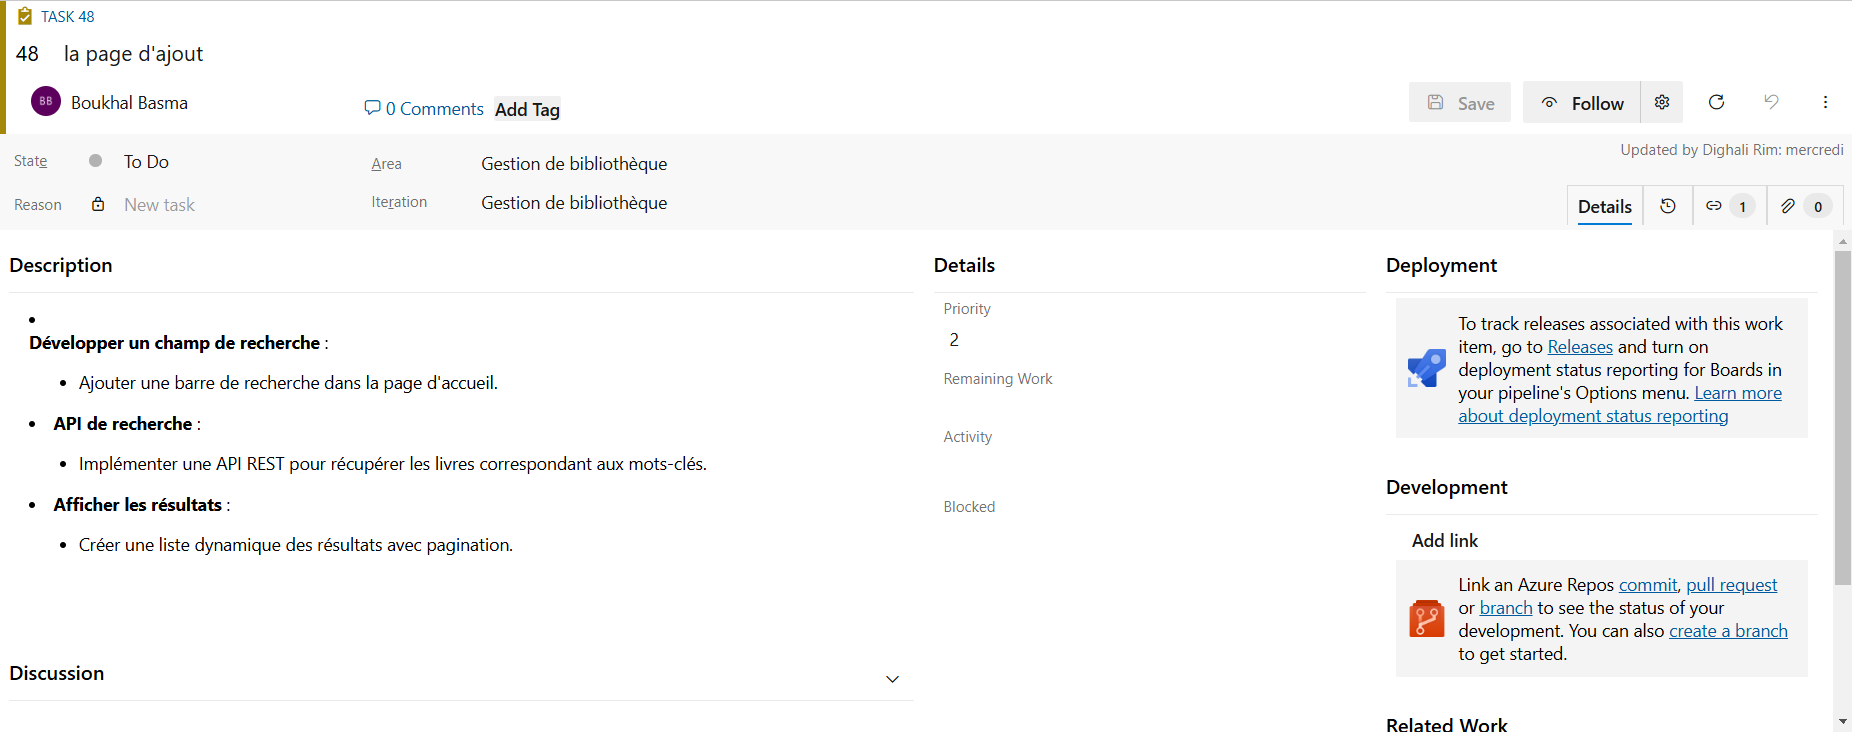 TASK 48
48 la page d'ajout
BB Boukhal Basma
0 Comments Add Tag
Save Follow
State To Do
Area Gestion de bibliothèque
Updated by Dighali Rim: mercredi
Reason New task
Iteration Gestion de bibliothèque
Details 1 0
Description
• 
Développer un champ de recherche :
• Ajouter une barre de recherche dans la page d'accueil.
• API de recherche :
• Implémenter une API REST pour récupérer les livres correspondant aux mots-clés.
• Afficher les résultats :
• Créer une liste dynamique des résultats avec pagination.
Discussion
Details
Priority
2
Remaining Work
Activity
Blocked
Deployment
To track releases associated with this work
item, go to Releases and turn on
deployment status reporting for Boards in
your pipeline's Options menu. Learn more
about deployment status reporting
Development
Add link
Link an Azure Repos commit, pull request
or branch to see the status of your
development. You can also create a branch
to get started.
Related Work